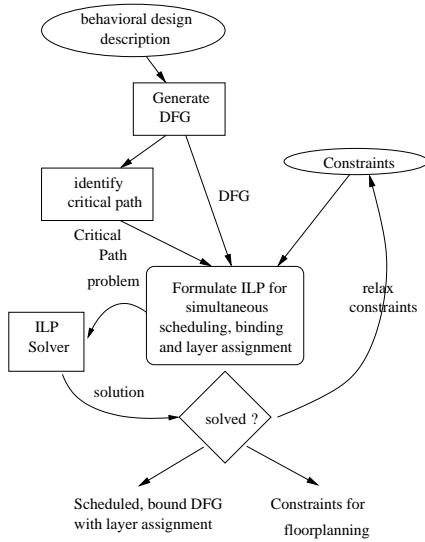 behavioral design
description
Generate
DFG
identify
critical path
DFG
Constraints
Critical
Path
problem
Formulate ILP for
simultaneous
scheduling, binding
and layer assignment
relax
constraints
ILP
Solver
solution
solved ?
Scheduled, bound DFG
with layer assignment
Constraints for
floorplanning